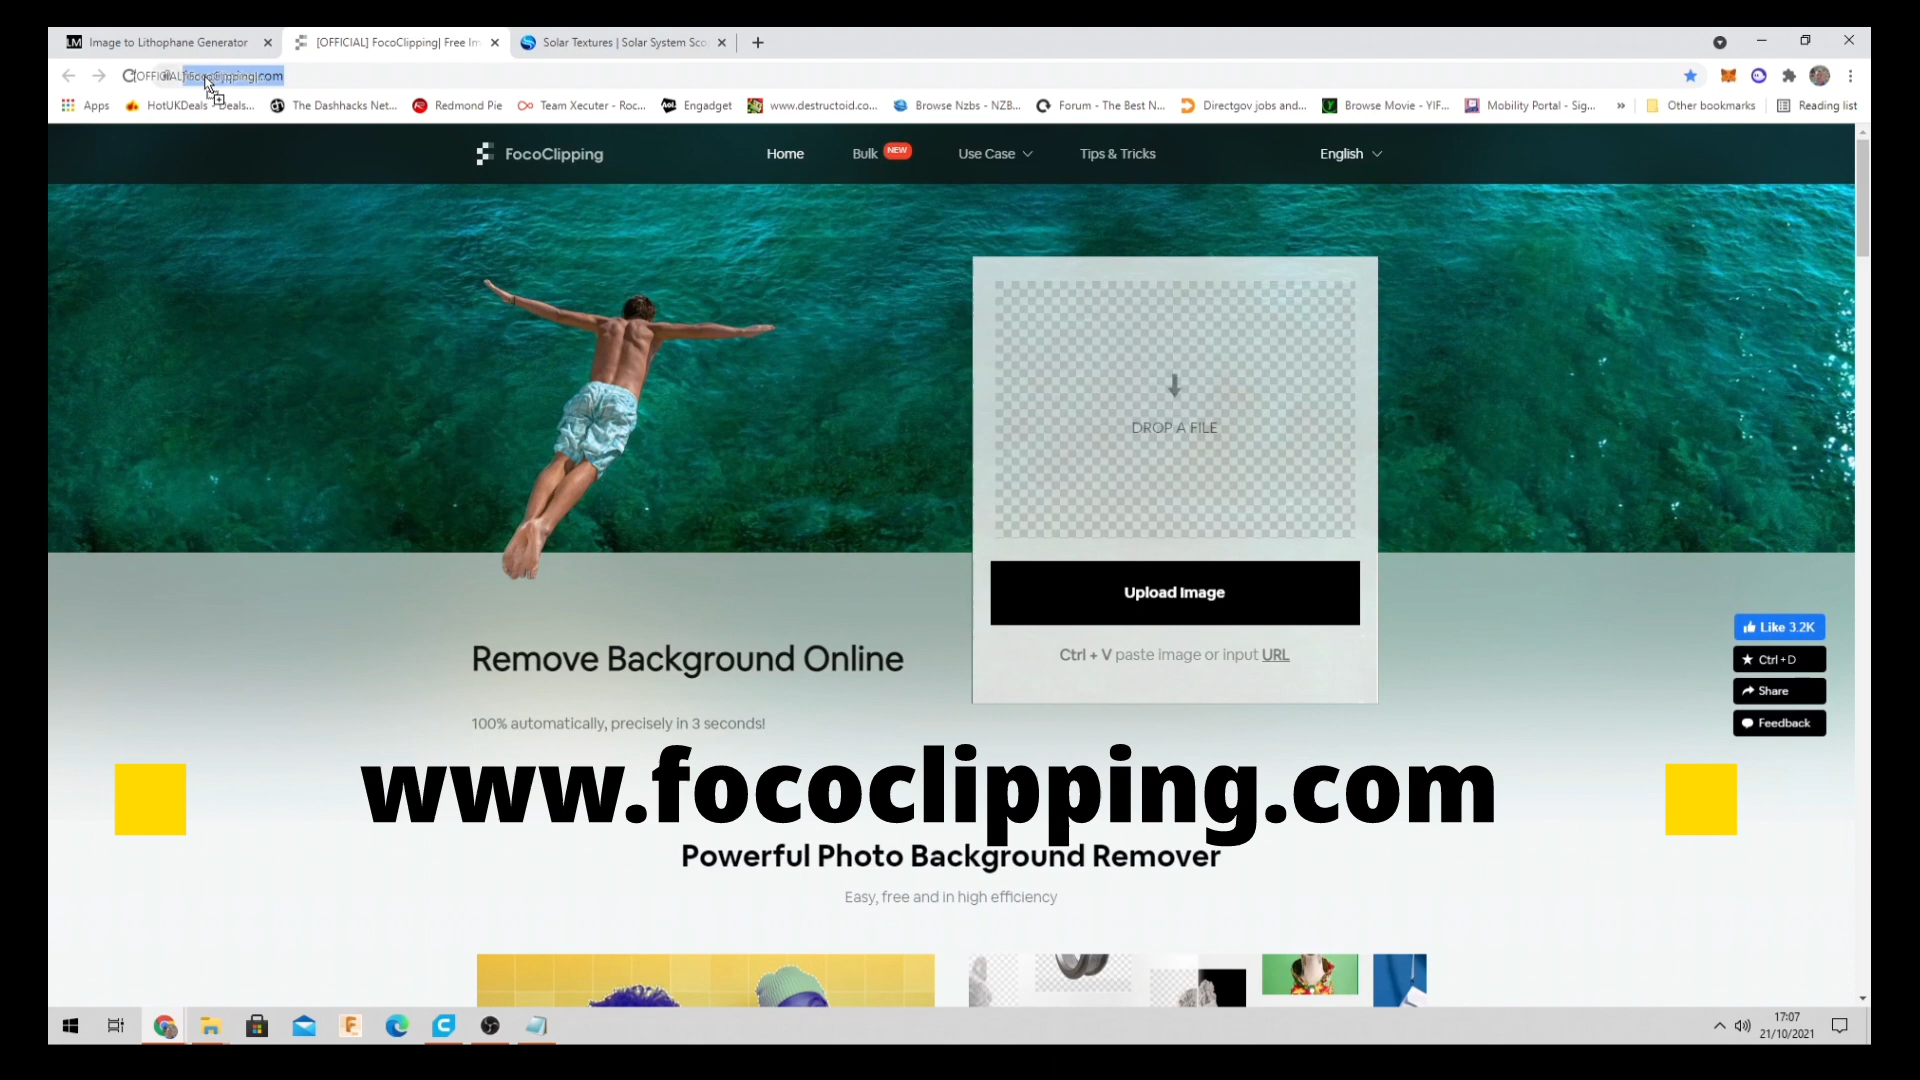 Image to Lithophane Generator
[OFFICIAL] FocoClipping| Free Im
Solar Textures | Solar System Sco
fococlipping.com
Apps
HotUKDeals - Deals...
The Dashhacks Net...
Redmond Pie
Team Xecuter - Roc...
Engadget
www.destructoid.co...
Browse Nzbs - NZB...
Forum - The Best N...
Directgov jobs and...
Browse Movie - YIF...
Mobility Portal - Sig...
»
Other bookmarks
Reading list
FocoClipping
Home
Bulk NEW
Use Case
Tips & Tricks
English
DROP A FILE
Upload Image
Ctrl + V paste image or input URL
Like 3.2K
Ctrl+D
Share
Feedback
Remove Background Online
100% automatically, precisely in 3 seconds!
www.fococlipping.com
Powerful Photo Background Remover
Easy, free and in high efficiency
17:07
21/10/2021